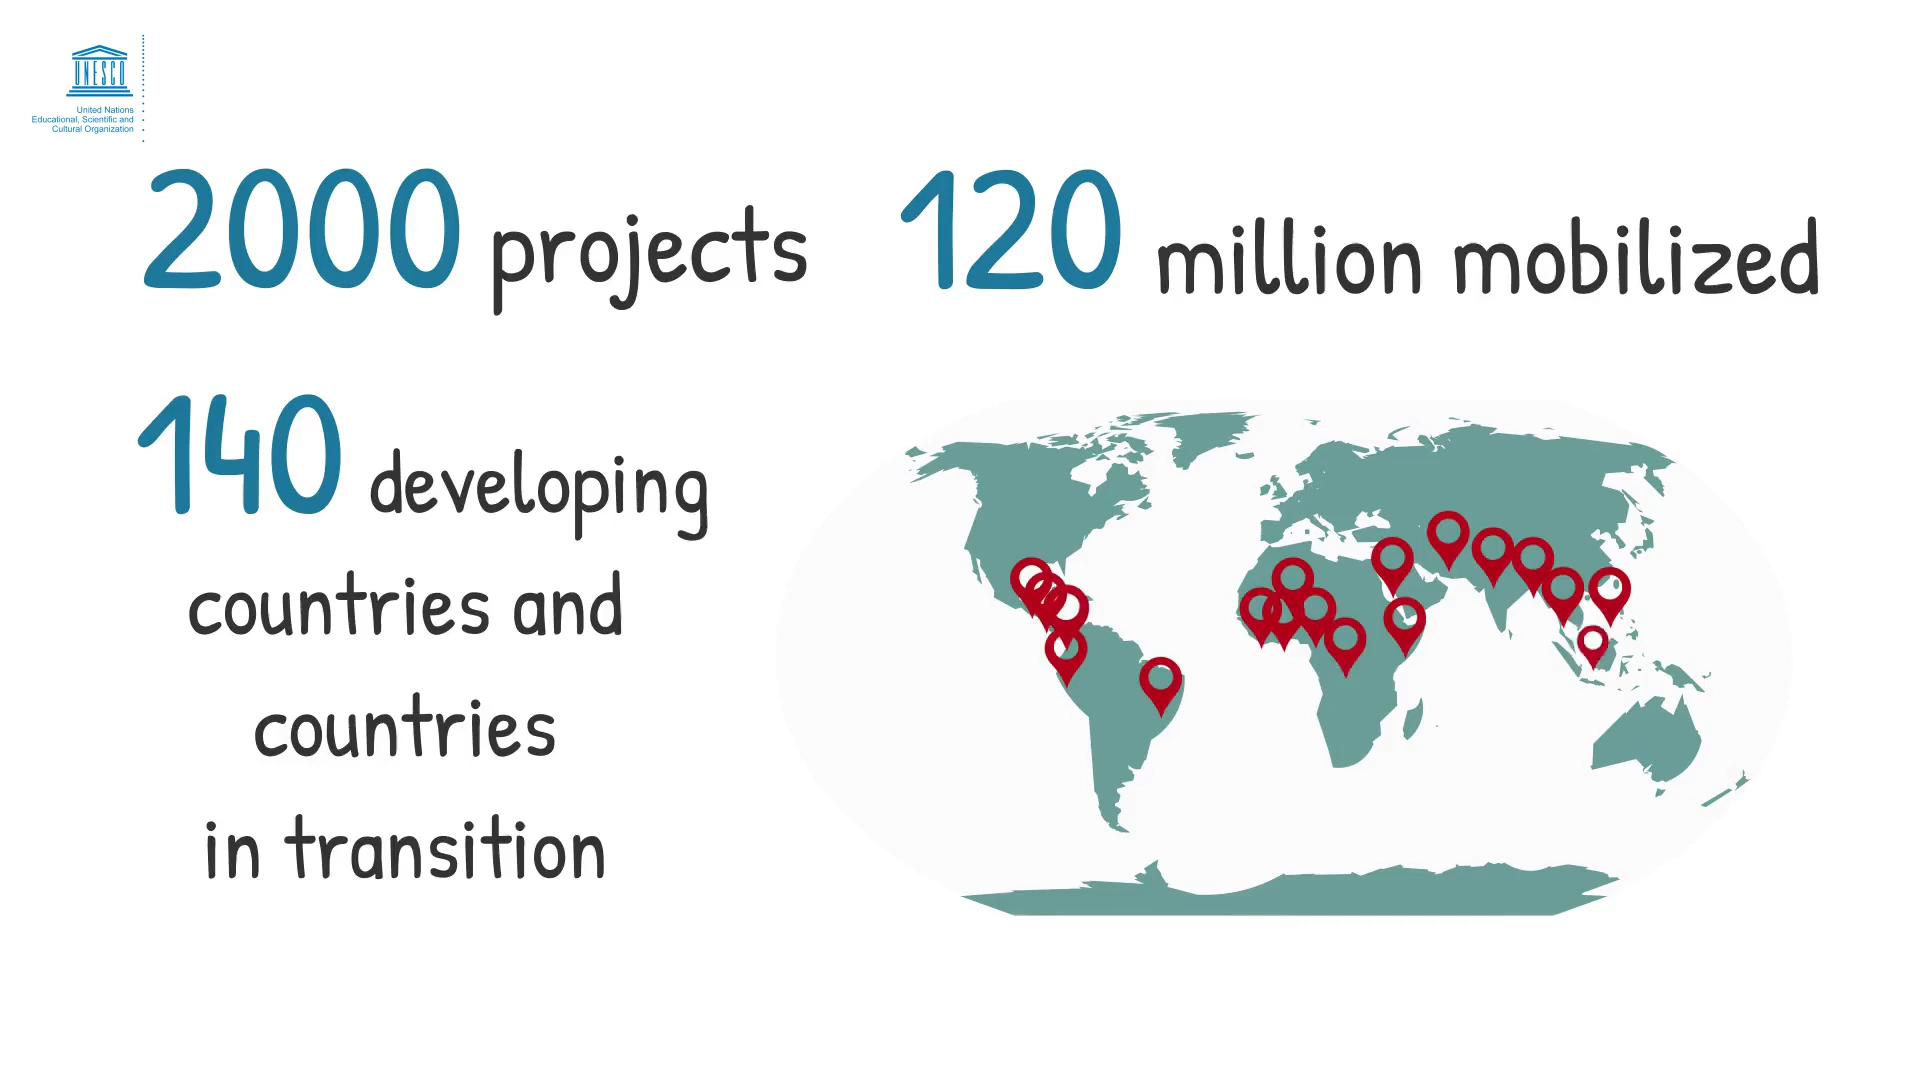 UNESCO
United Nations
Educational, Scientific and
Cultural Organization
2000 projects
120 million mobilized
140 developing
countries and
countries
in transition